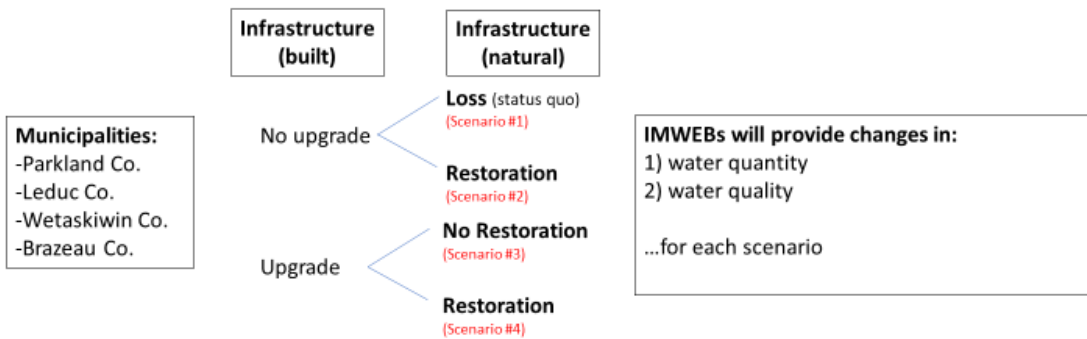 Infrastructure
(built)
Infrastructure
(natural)
Municipalities:
-Parkland Co.
-Leduc Co.
-Wetaskiwin Co.
-Brazeau Co.
No upgrade
Loss (status quo)
(Scenario #1)
Restoration
(Scenario #2)
Upgrade
No Restoration
(Scenario #3)
Restoration
(Scenario #4)
IMWEBs will provide changes in:
1) water quantity
2) water quality
...for each scenario